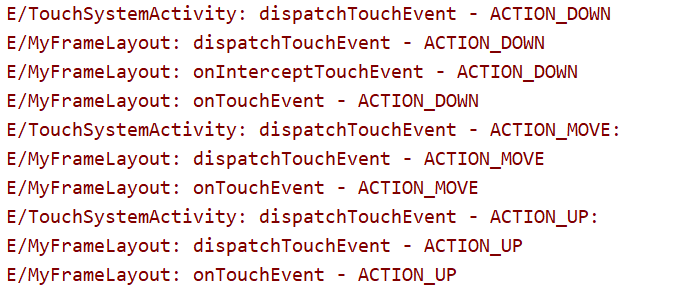 E/TouchSystemActivity: dispatchTouchEvent - ACTION_DOWN
E/MyFrameLayout: dispatchTouchEvent - ACTION_DOWN
E/MyFrameLayout: onInterceptTouchEvent - ACTION_DOWN
E/MyFrameLayout: onTouchEvent - ACTION_DOWN
E/TouchSystemActivity: dispatchTouchEvent - ACTION_MOVE:
E/MyFrameLayout: dispatchTouchEvent - ACTION_MOVE
E/MyFrameLayout: onTouchEvent - ACTION_MOVE
E/TouchSystemActivity: dispatchTouchEvent - ACTION_UP:
E/MyFrameLayout: dispatchTouchEvent - ACTION_UP
E/MyFrameLayout: onTouchEvent - ACTION_UP